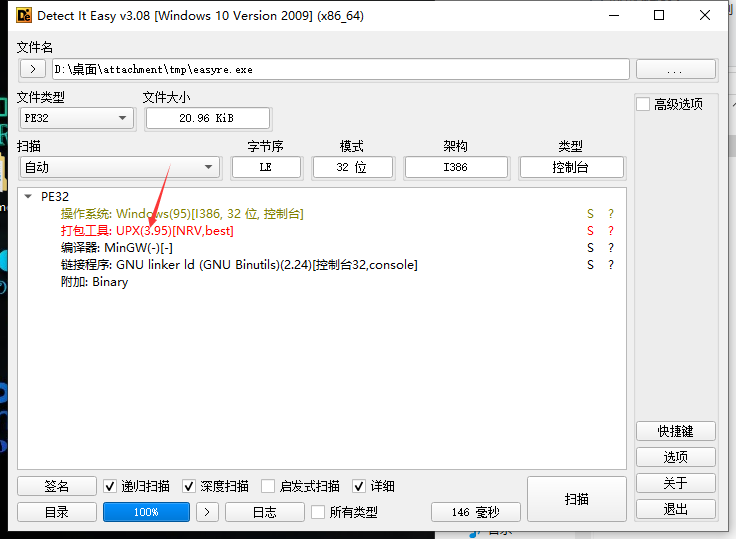 Detect It Easy v3.08 [Windows 10 Version 2009] (x86_64)
文件名
> D:\桌面\attachment\tmp\easyre.exe ...
文件类型 文件大小 高级选项
PE32 20.96 KiB
扫描 字节序 模式 架构 类型
自动 LE 32 位 I386 控制台
PE32
操作系统: Windows(95)[I386, 32 位, 控制台] S ?
打包工具: UPX(3.95)[NRV,best] S ?
编译器: MinGW(-)[-] S ?
链接程序: GNU linker ld (GNU Binutils)(2.24)[控制台32,console] S ?
附加: Binary
快捷键
选项
关于
退出
签名 递归扫描 深度扫描 启发式扫描 详细 扫描
目录 100% > 日志 所有类型 146 毫秒